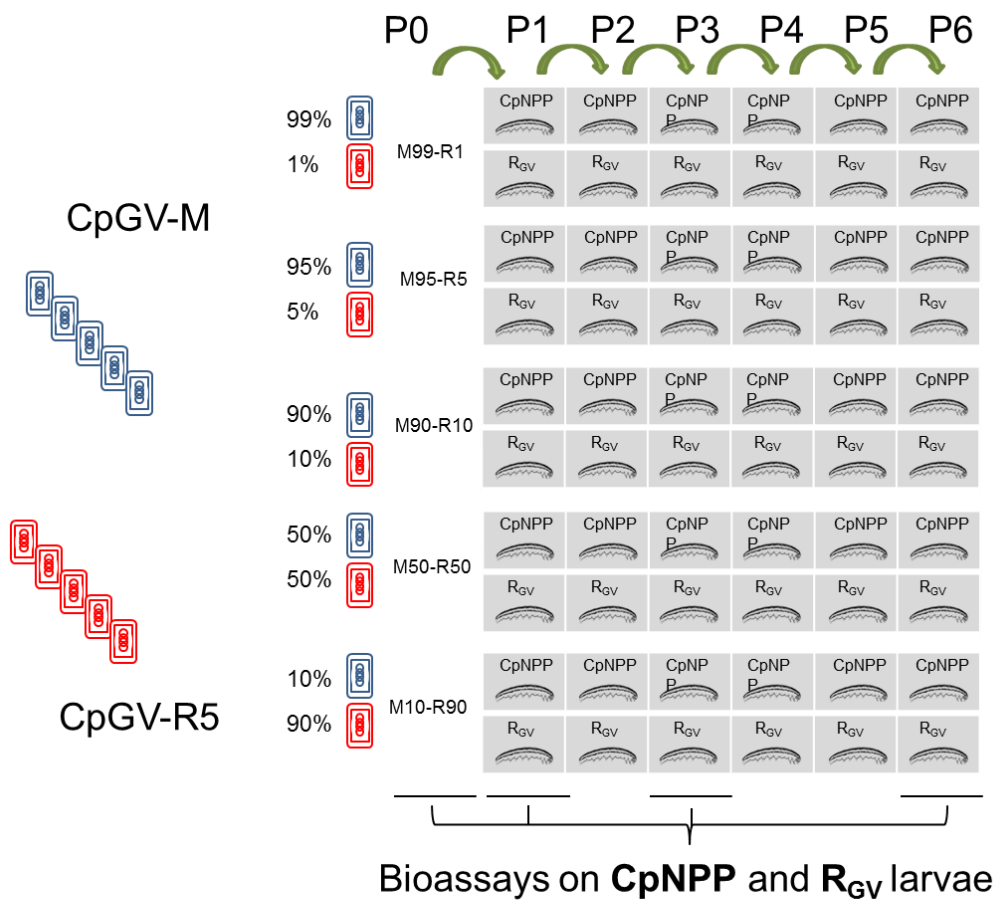 P0 P1 P2 P3 P4 P5 P6
CpGV-M
CpGV-R5
99%
1%
M99-R1
CpNPP CpNPP CpNP CpNP CpNPP CpNPP
P P
RGV RGV RGV RGV RGV RGV
95%
5%
M95-R5
CpNPP CpNPP CpNP CpNP CpNPP CpNPP
P P
RGV RGV RGV RGV RGV RGV
90%
10%
M90-R10
CpNPP CpNPP CpNP CpNP CpNPP CpNPP
P P
RGV RGV RGV RGV RGV RGV
50%
50%
M50-R50
CpNPP CpNPP CpNP CpNP CpNPP CpNPP
P P
RGV RGV RGV RGV RGV RGV
10%
90%
M10-R90
CpNPP CpNPP CpNP CpNP CpNPP CpNPP
P P
RGV RGV RGV RGV RGV RGV
Bioassays on CpNPP and RGV larvae